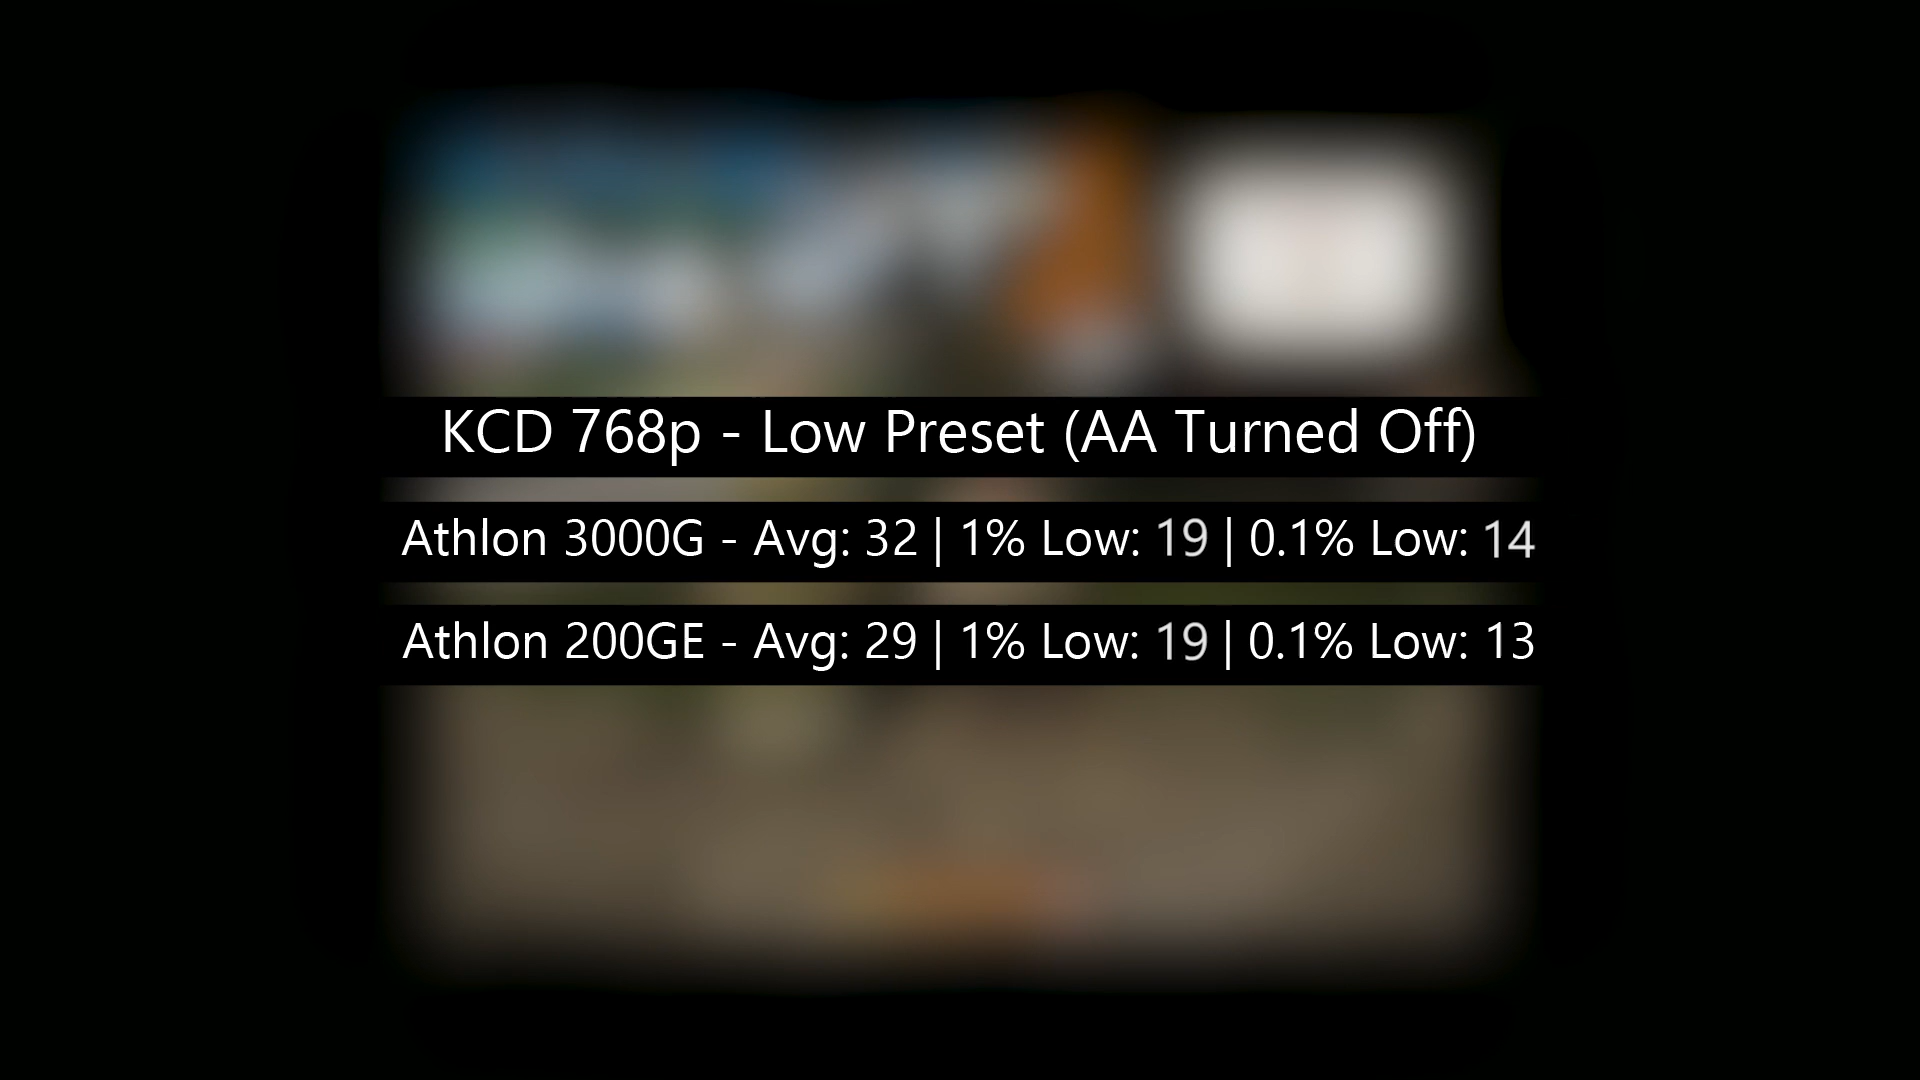 KCD 768p - Low Preset (AA Turned Off)
Athlon 3000G - Avg: 32 | 1% Low: 19 | 0.1% Low: 14
Athlon 200GE - Avg: 29 | 1% Low: 19 | 0.1% Low: 13